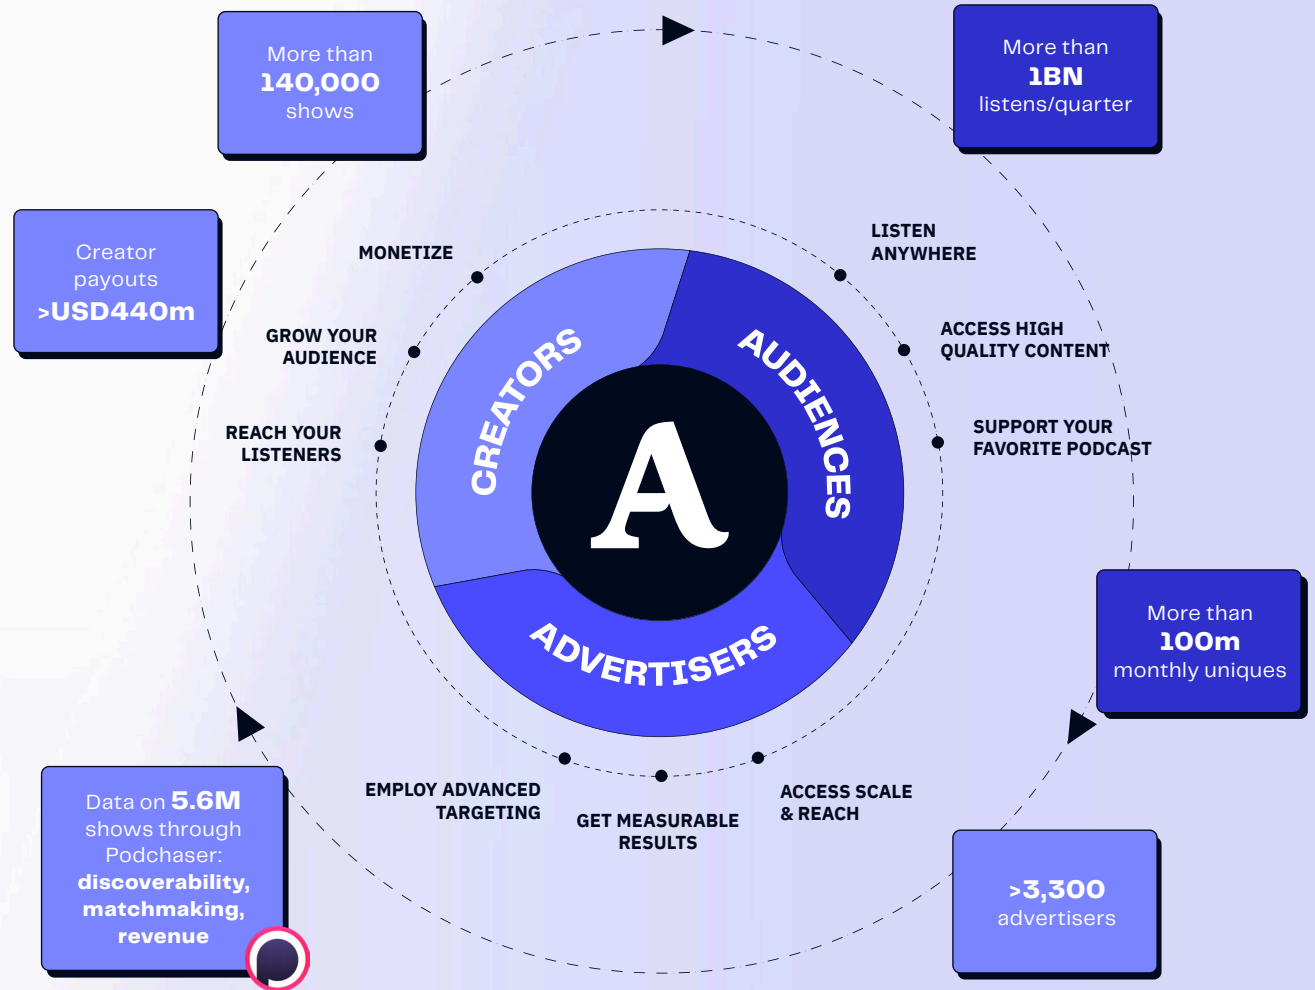 More than
140,000
shows
More than
1BN
listens/quarter
Creator
payouts
>USD440m
MONETIZE
GROW YOUR
AUDIENCE
REACH YOUR
LISTENERS
LISTEN
ANYWHERE
ACCESS HIGH
QUALITY CONTENT
SUPPORT YOUR
FAVORITE PODCAST
CREATORS
AUDIENCES
A
ADVERTISERS
More than
100m
monthly uniques
EMPLOY ADVANCED
TARGETING
GET MEASURABLE
RESULTS
ACCESS SCALE
& REACH
Data on 5.6M
shows through
Podchaser:
discoverability,
matchmaking,
revenue
>3,300
advertisers